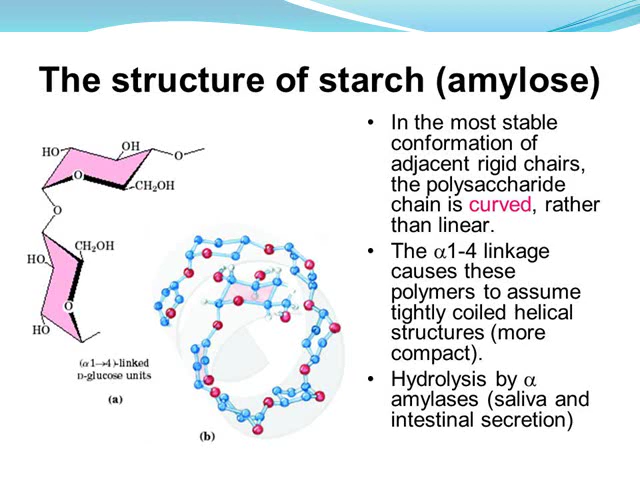 The structure of starch (amylose)
HO
OH
O
O
CH₂OH
O
CH₂OH
HO
O
HO
(α1→4)-linked
D-glucose units
(a)
(b)
• In the most stable
conformation of
adjacent rigid chairs,
the polysaccharide
chain is curved, rather
than linear.
• The α1-4 linkage
causes these
polymers to assume
tightly coiled helical
structures (more
compact).
• Hydrolysis by α
amylases (saliva and
intestinal secretion)